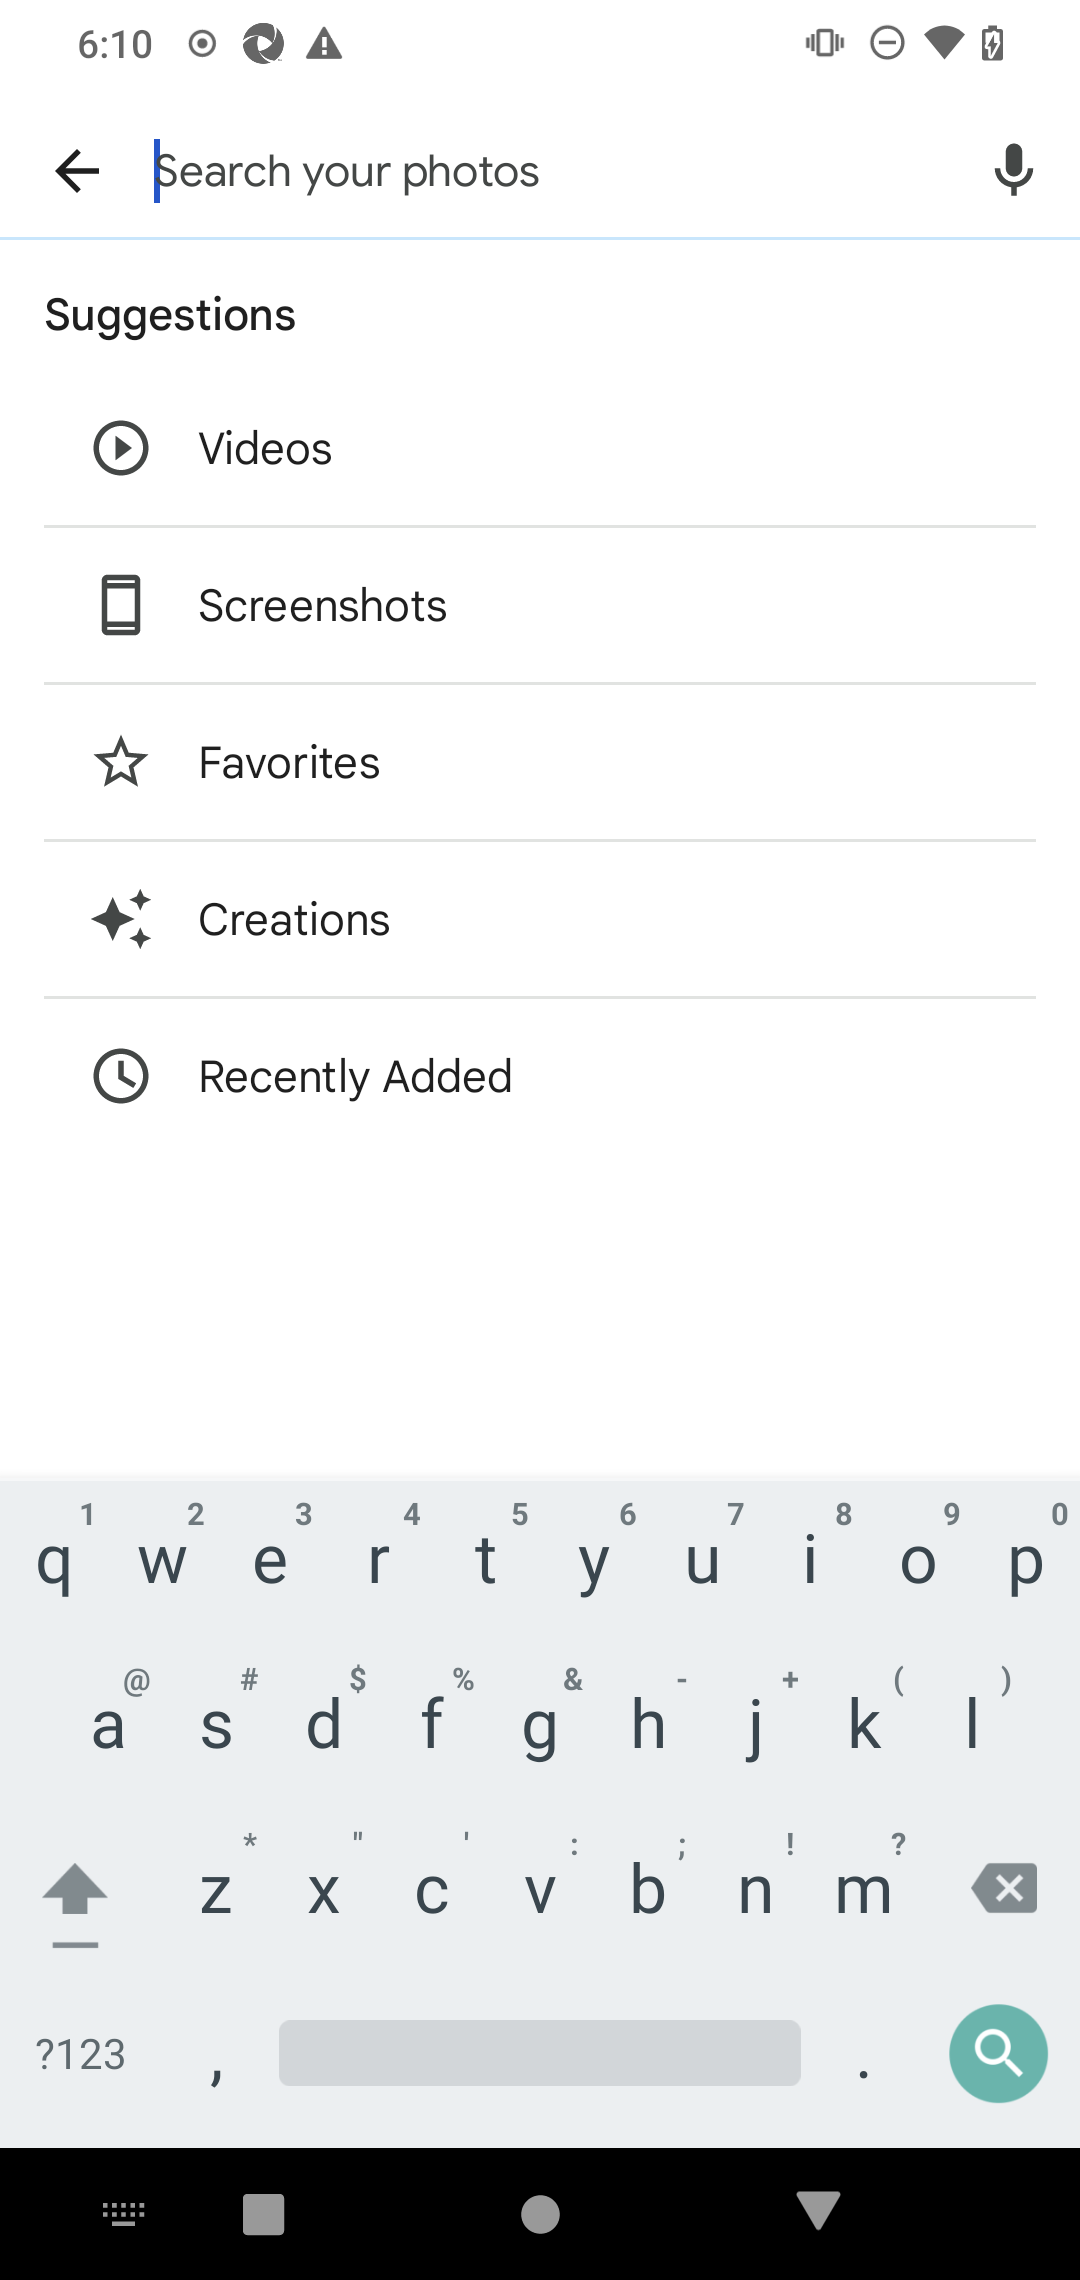 6:10
Search your photos
Suggestions
Videos
Screenshots
Favorites
Creations
Recently Added
1 2 3 4 5 6 7 8 9 0
q w e r t y u i o p
@ # $ % & - + ( )
a s d f g h j k l
* " ' : ; ! ?
z x c v b n m
?123 , .